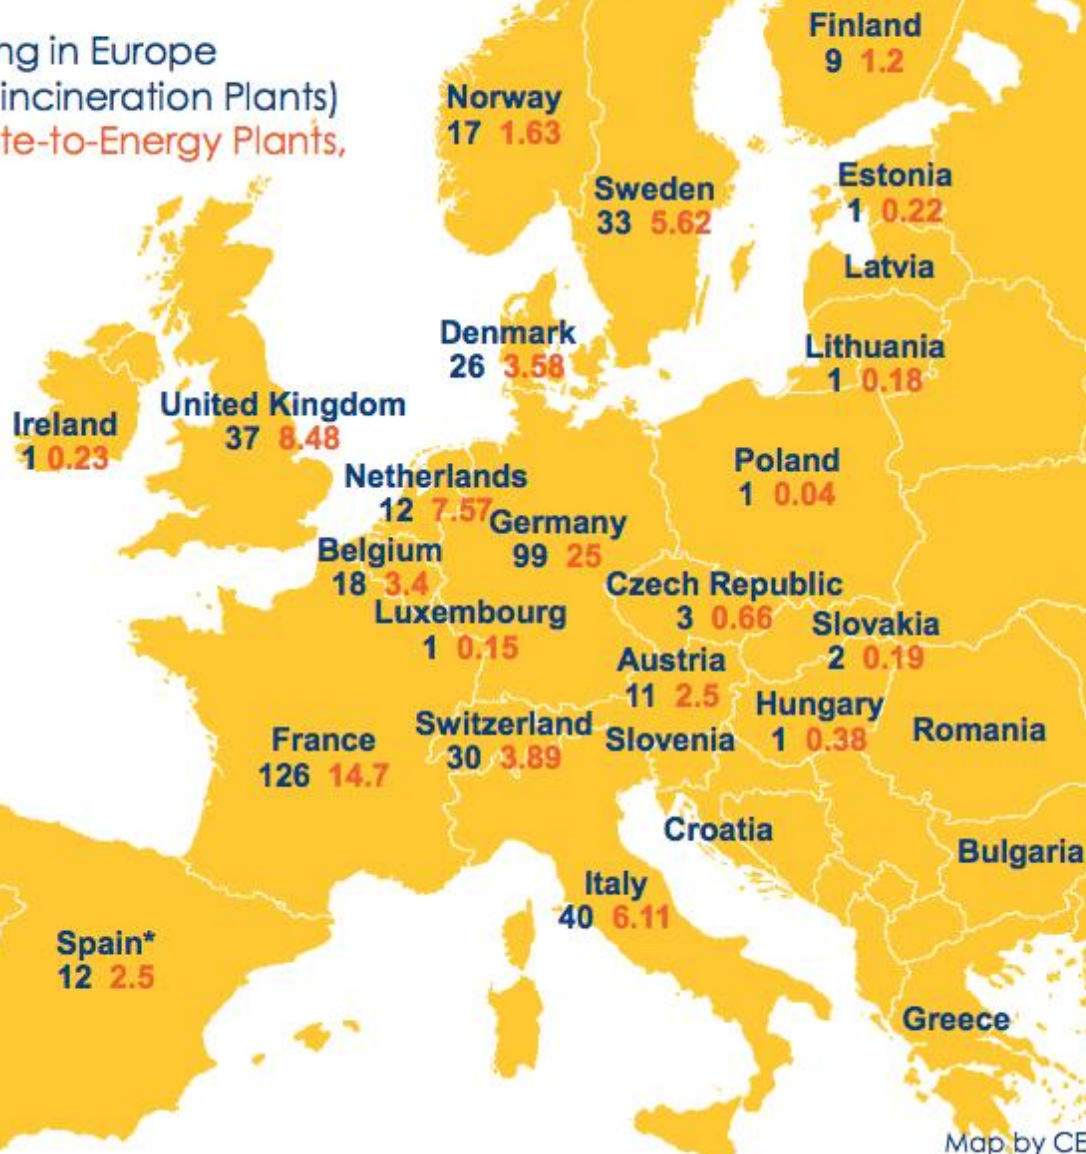 ng in Europe
incineration Plants)
te-to-Energy Plants,
Finland
9 1.2
Norway
17 1.63
Sweden
33 5.62
Estonia
1 0.22
Latvia
Denmark
26 3.58
Lithuania
1 0.18
United Kingdom
37 8.48
Ireland
1 0.23
Netherlands
12 7.57
Poland
1 0.04
Germany
99 25
Belgium
18 3.4
Czech Republic
3 0.66
Luxembourg
1 0.15
Slovakia
2 0.19
Austria
11 2.5
Hungary
1 0.38
Switzerland
30 3.89
Slovenia
Romania
France
126 14.7
Croatia
Bulgaria
Italy
40 6.11
Spain*
12 2.5
Greece
Map by CE